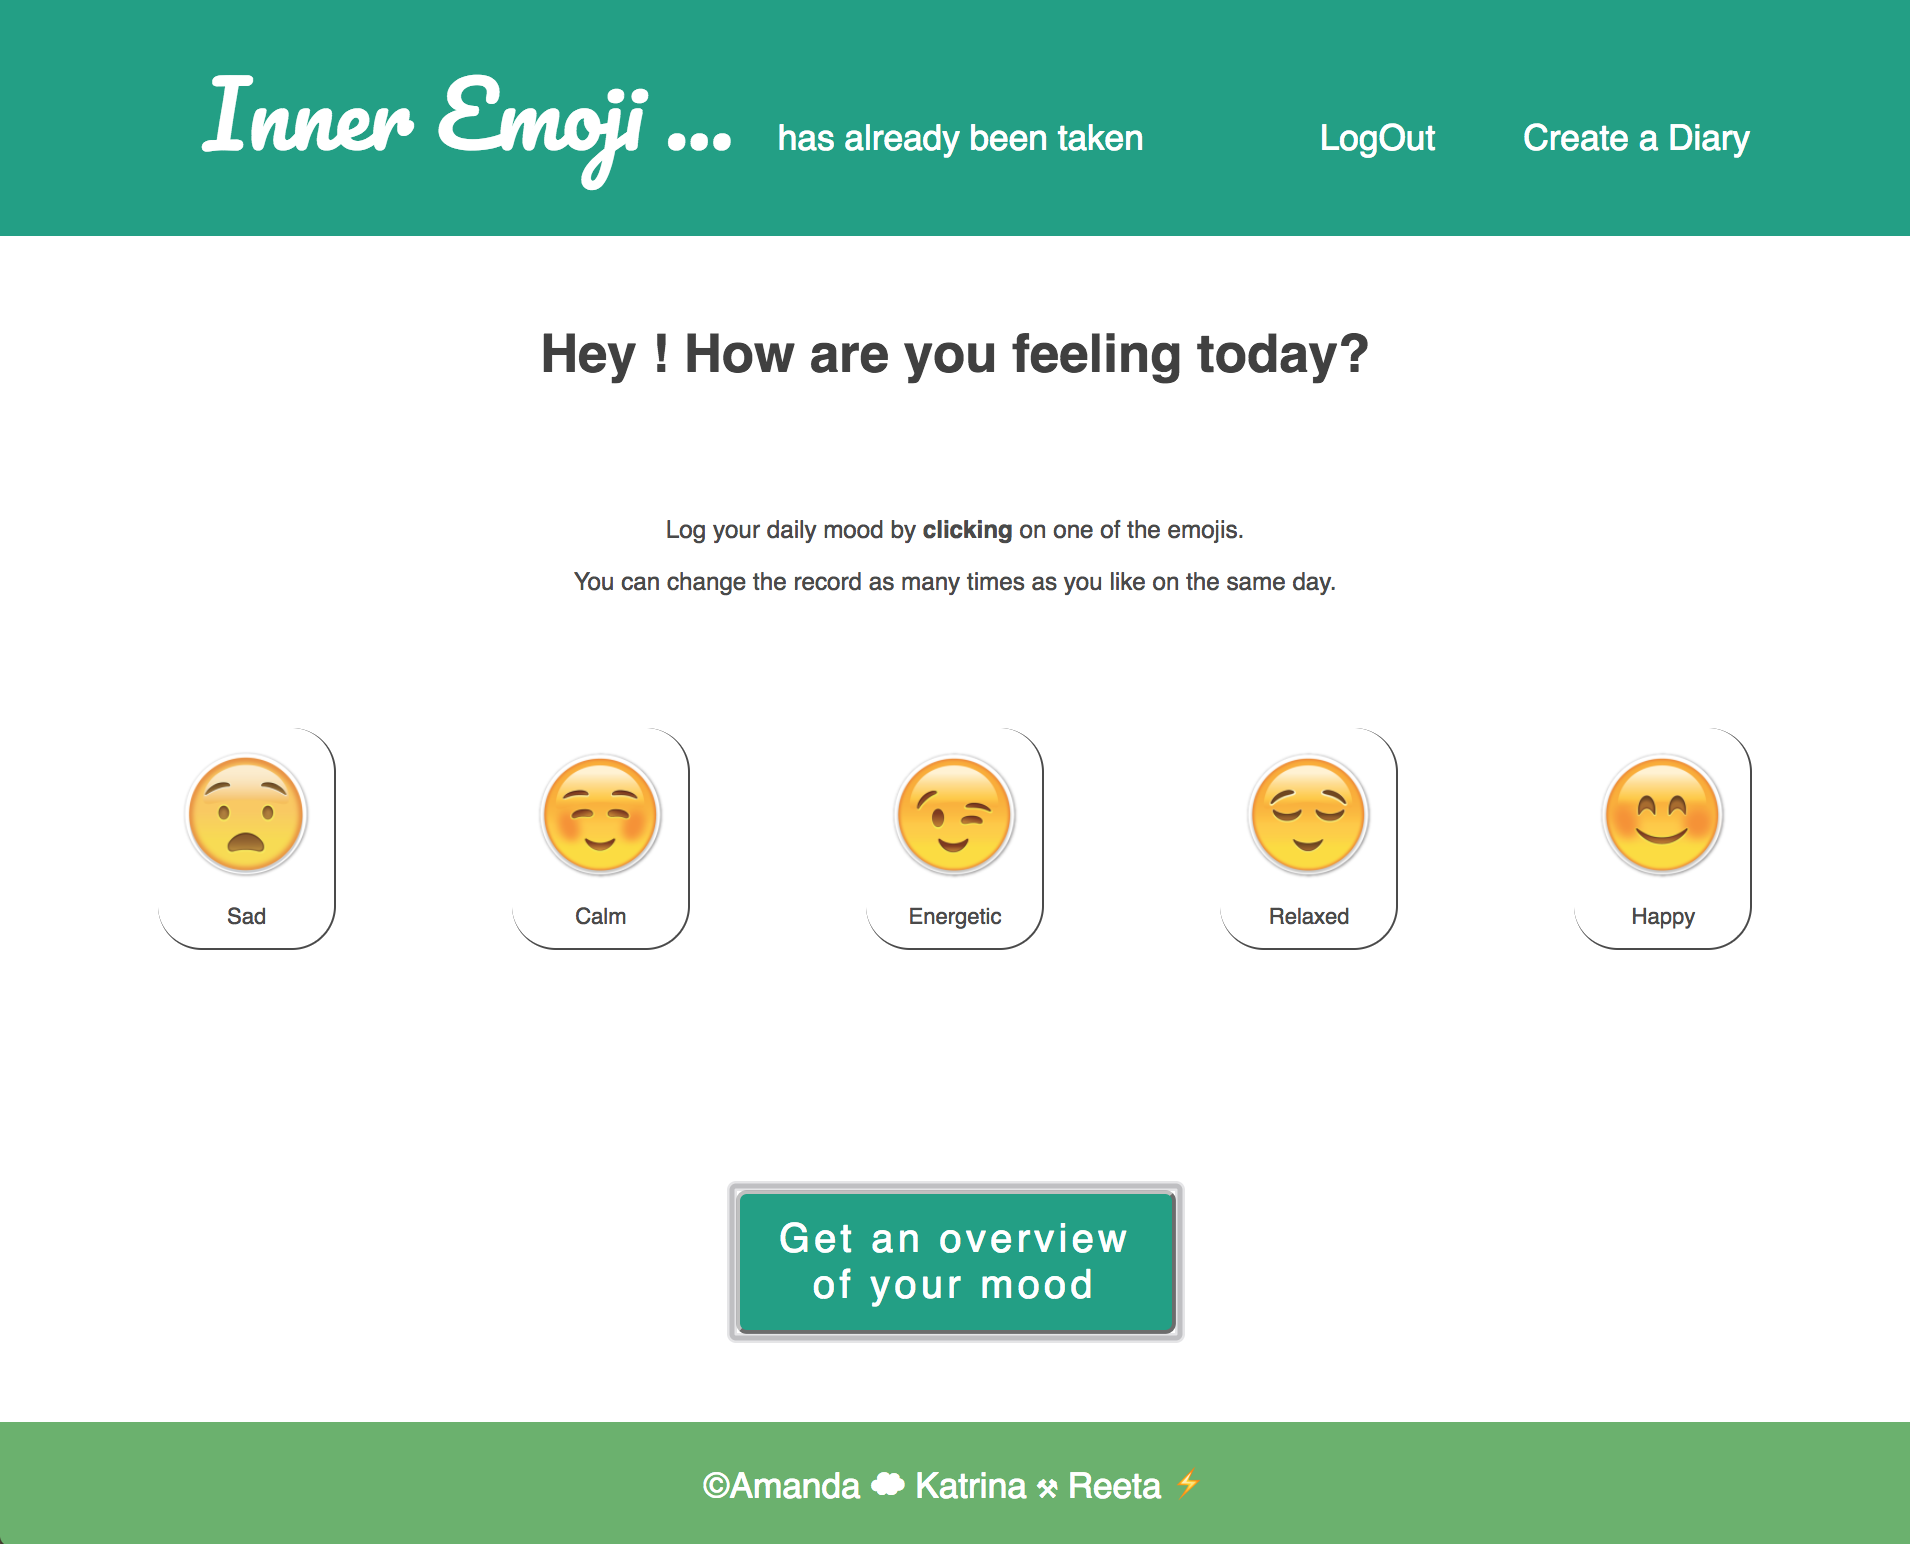 Inner Emoji ... has already been taken LogOut Create a Diary
Hey ! How are you feeling today?
Log your daily mood by clicking on one of the emojis.
You can change the record as many times as you like on the same day.
Sad Calm Energetic Relaxed Happy
Get an overview
of your mood
©Amanda Katrina ⚒ Reeta ⚡